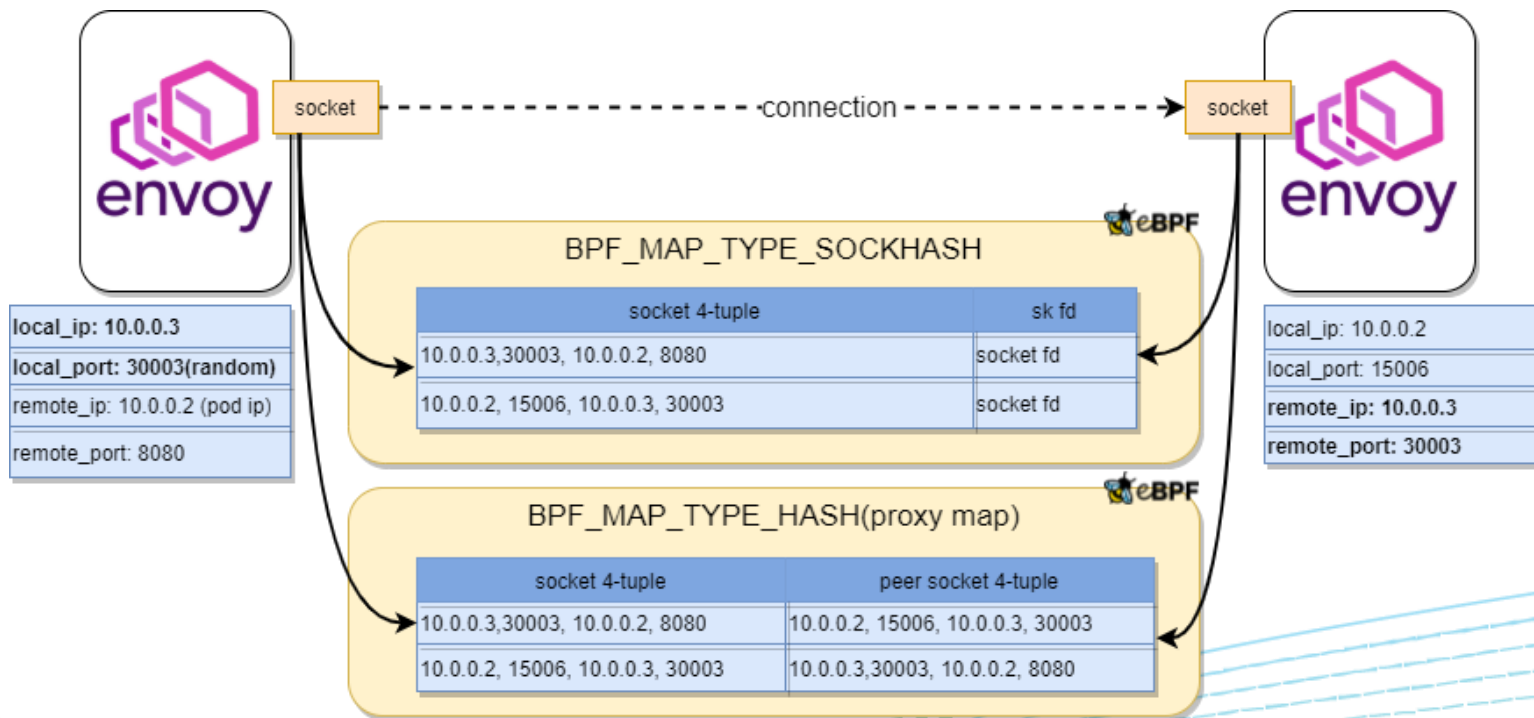 socket
connection
socket
envoy
envoy
eBPF
BPF_MAP_TYPE_SOCKHASH
socket 4-tuple sk fd
10.0.0.3,30003, 10.0.0.2, 8080 socket fd
10.0.0.2, 15006, 10.0.0.3, 30003 socket fd
local_ip: 10.0.0.3
local_port: 30003(random)
remote_ip: 10.0.0.2 (pod ip)
remote_port: 8080
local_ip: 10.0.0.2
local_port: 15006
remote_ip: 10.0.0.3
remote_port: 30003
eBPF
BPF_MAP_TYPE_HASH(proxy map)
socket 4-tuple peer socket 4-tuple
10.0.0.3,30003, 10.0.0.2, 8080 10.0.0.2, 15006, 10.0.0.3, 30003
10.0.0.2, 15006, 10.0.0.3, 30003 10.0.0.3,30003, 10.0.0.2, 8080